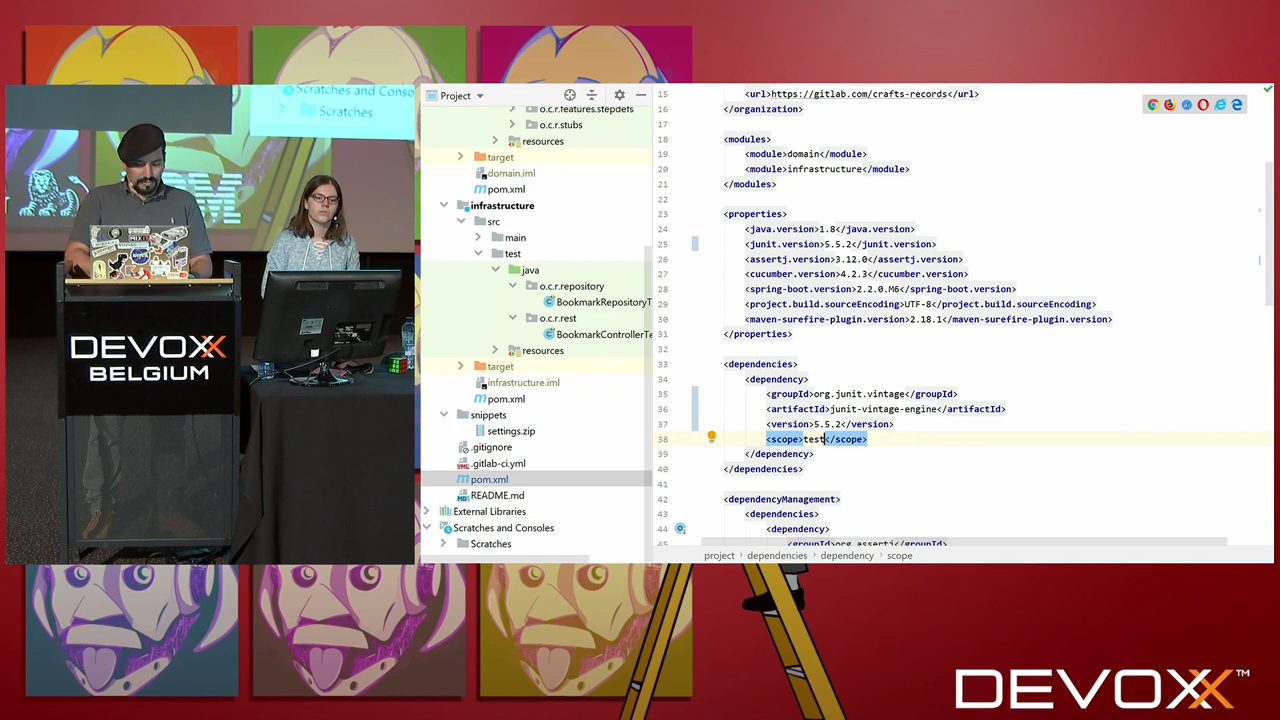 Scratches and Conso
Scratches
DEVOXX
BELGIUM
Project
o.c.r.features.stepdefs
o.c.r.stubs
resources
target
domain.iml
pom.xml
infrastructure
src
main
test
java
o.c.r.repository
BookmarkRepositoryT
o.c.r.rest
BookmarkControllerTe
resources
target
infrastructure.iml
pom.xml
snippets
settings.zip
.gitignore
.gitlab-ci.yml
pom.xml
README.md
External Libraries
Scratches and Consoles
Scratches
15 <url>https://gitlab.com/crafts-records</url>
16 </organization>
17
18 <modules>
19 <module>domain</module>
20 <module>infrastructure</module>
21 </modules>
22
23 <properties>
24 <java.version>1.8</java.version>
25 <junit.version>5.5.2</junit.version>
26 <assertj.version>3.12.0</assertj.version>
27 <cucumber.version>4.2.3</cucumber.version>
28 <spring-boot.version>2.2.0.M6</spring-boot.version>
29 <project.build.sourceEncoding>UTF-8</project.build.sourceEncoding>
30 <maven-surefire-plugin.version>2.18.1</maven-surefire-plugin.version>
31 </properties>
32
33 <dependencies>
34 <dependency>
35 <groupId>org.junit.vintage</groupId>
36 <artifactId>junit-vintage-engine</artifactId>
37 <version>5.5.2</version>
38 <scope>test</scope>
39 </dependency>
40 </dependencies>
41
42 <dependencyManagement>
43 <dependencies>
44 <dependency>
45 <groupId>org.assertj</groupId>
project › dependencies › dependency › scope
DEVOXX™